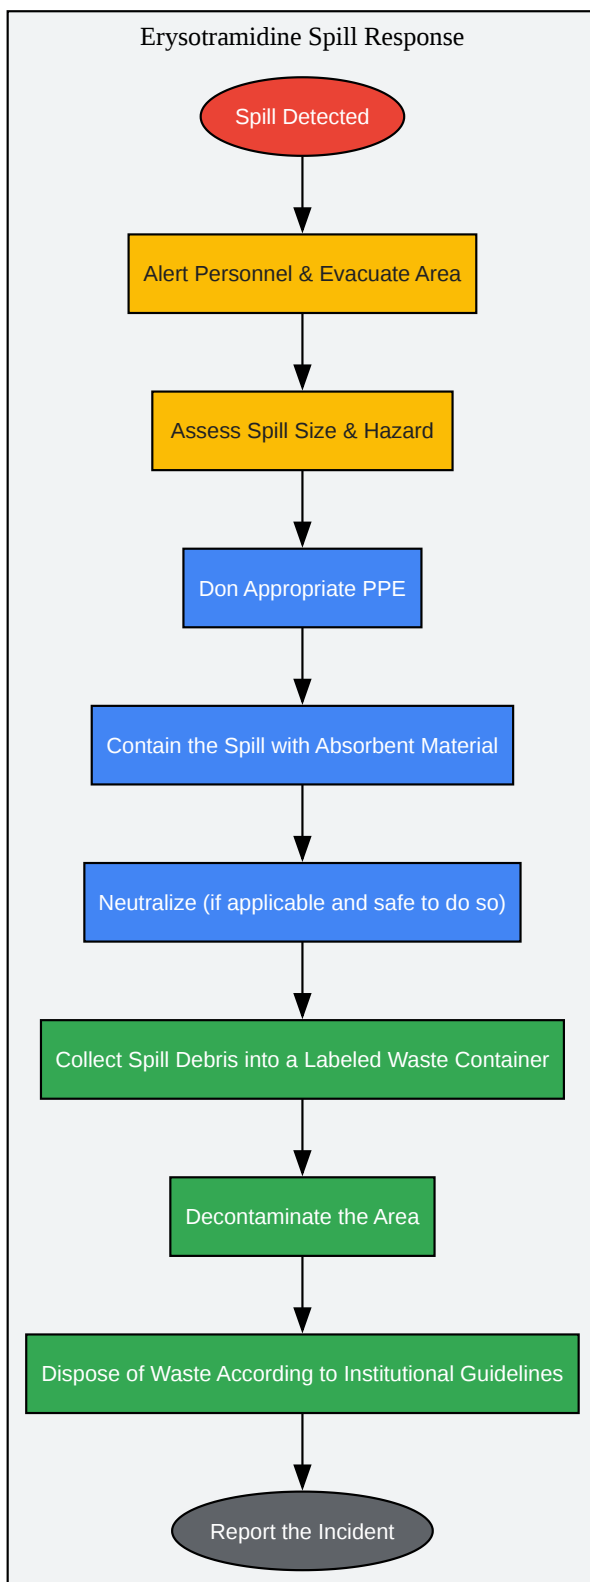 Erysotramidine Spill Response
Spill Detected
Alert Personnel & Evacuate Area
Assess Spill Size & Hazard
Don Appropriate PPE
Contain the Spill with Absorbent Material
Neutralize (if applicable and safe to do so)
Collect Spill Debris into a Labeled Waste Container
Decontaminate the Area
Dispose of Waste According to Institutional Guidelines
Report the Incident